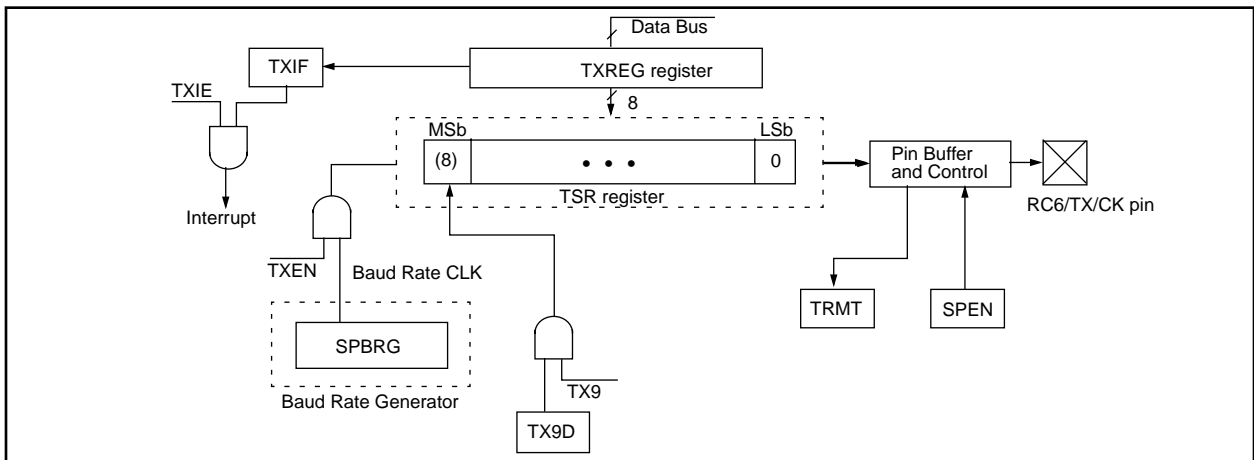 Data Bus
TXIF
TXREG register
TXIE
8
MSb
LSb
(8)
• • •
0
Pin Buffer
and Control
TSR register
Interrupt
RC6/TX/CK pin
TXEN
Baud Rate CLK
TRMT
SPEN
SPBRG
TX9
Baud Rate Generator
TX9D